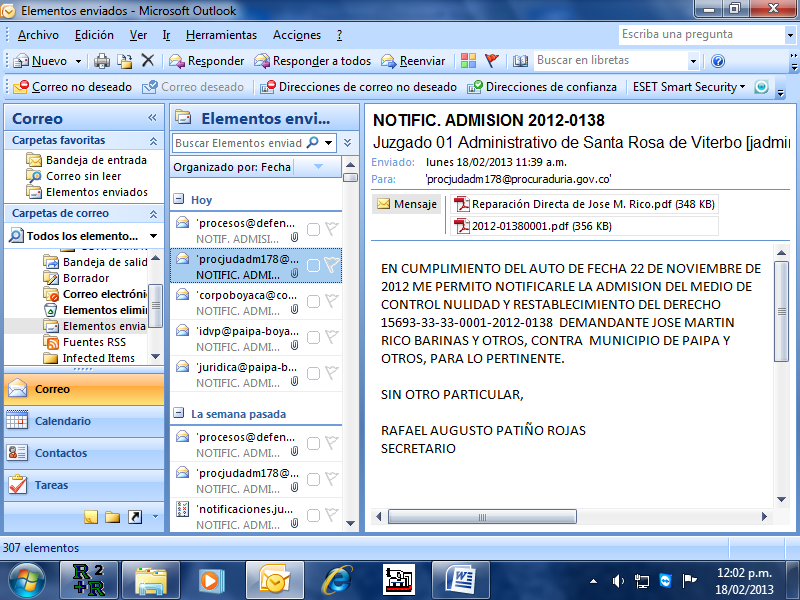 Elementos enviados - Microsoft Outlook
Archivo Edición Ver Ir Herramientas Acciones ? Escriba una pregunta
Nuevo Responder Responder a todos Reenviar Buscar en libretas
Correo no deseado Correo deseado Direcciones de correo no deseado Direcciones de confianza ESET Smart Security
Correo
Carpetas favoritas
Bandeja de entrada
Correo sin leer
Elementos enviados
Carpetas de correo
Todos los elemento...
Bandeja de salid
Borrador
Correo electróni
Elementos elimi
Elementos envia
Fuentes RSS
Infected Items
Correo
Calendario
Contactos
Tareas
Elementos envi...
Buscar Elementos enviad
Organizado por: Fecha
Hoy
'procesos@defen...
NOTIF. ADMISI...
'procjudadm178@...
NOTIFIC. ADMI...
'corpoboyaca@co...
NOTIFIC. ADMI...
'idvp@paipa-boya...
NOTIFIC. ADMI...
'juridica@paipa-b...
NOTIFIC. ADMI...
La semana pasada
'procesos@defen...
NOTIFIC. ADMI...
'procjudadm178@...
NOTIFIC. ADMI...
'notificaciones.ju...
NOTIFIC. ADMI...
NOTIFIC. ADMISION 2012-0138
Juzgado 01 Administrativo de Santa Rosa de Viterbo [jadmi
Enviado: lunes 18/02/2013 11:39 a.m.
Para: 'procjudadm178@procuraduria.gov.co'
Mensaje Reparación Directa de Jose M. Rico.pdf (348 KB)
2012-01380001.pdf (356 KB)
EN CUMPLIMIENTO DEL AUTO DE FECHA 22 DE NOVIEMBRE DE
2012 ME PERMITO NOTIFICARLE LA ADMISION DEL MEDIO DE
CONTROL NULIDAD Y RESTABLECIMIENTO DEL DERECHO
15693-33-33-0001-2012-0138 DEMANDANTE JOSE MARTIN
RICO BARINAS Y OTROS, CONTRA MUNICIPIO DE PAIPA Y
OTROS, PARA LO PERTINENTE.
SIN OTRO PARTICULAR,
RAFAEL AUGUSTO PATIÑO ROJAS
SECRETARIO
307 elementos
R2
+R
12:02 p.m.
18/02/2013